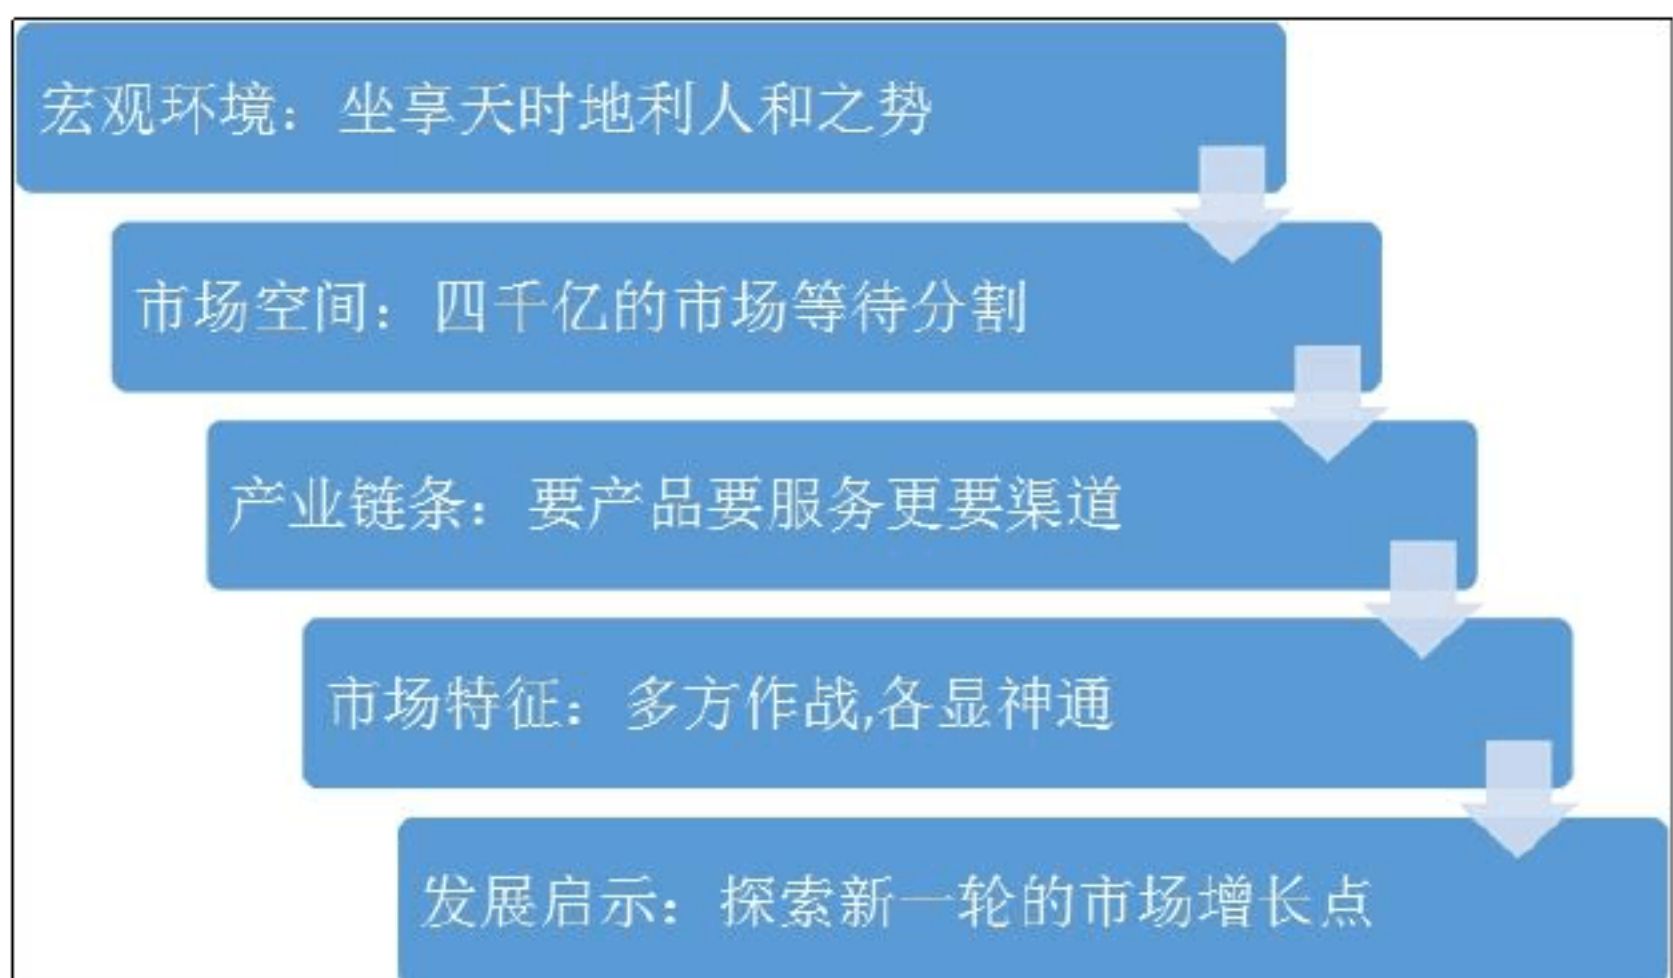 宏观环境：坐享天时地利人和之势
市场空间：四千亿的市场等待分割
产业链条：要产品要服务更要渠道
市场特征：多方作战,各显神通
发展启示：探索新一轮的市场增长点